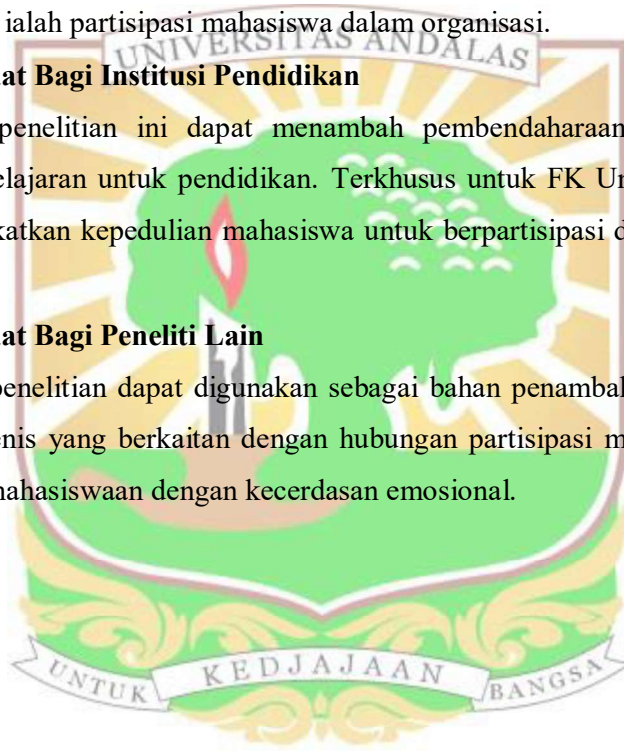 ialah partisipasi mahasiswa dalam organisasi.
UNIVERSITAS ANDALAS
at Bagi Institusi Pendidikan
penelitian ini dapat menambah pembendaharaan
elajaran untuk pendidikan. Terkhusus untuk FK Un
katkan kepedulian mahasiswa untuk berpartisipasi d
at Bagi Peneliti Lain
penelitian dapat digunakan sebagai bahan penambah
enis yang berkaitan dengan hubungan partisipasi m
mahasiswaan dengan kecerdasan emosional.
UNTUK KEDJAJAAN BANGSA